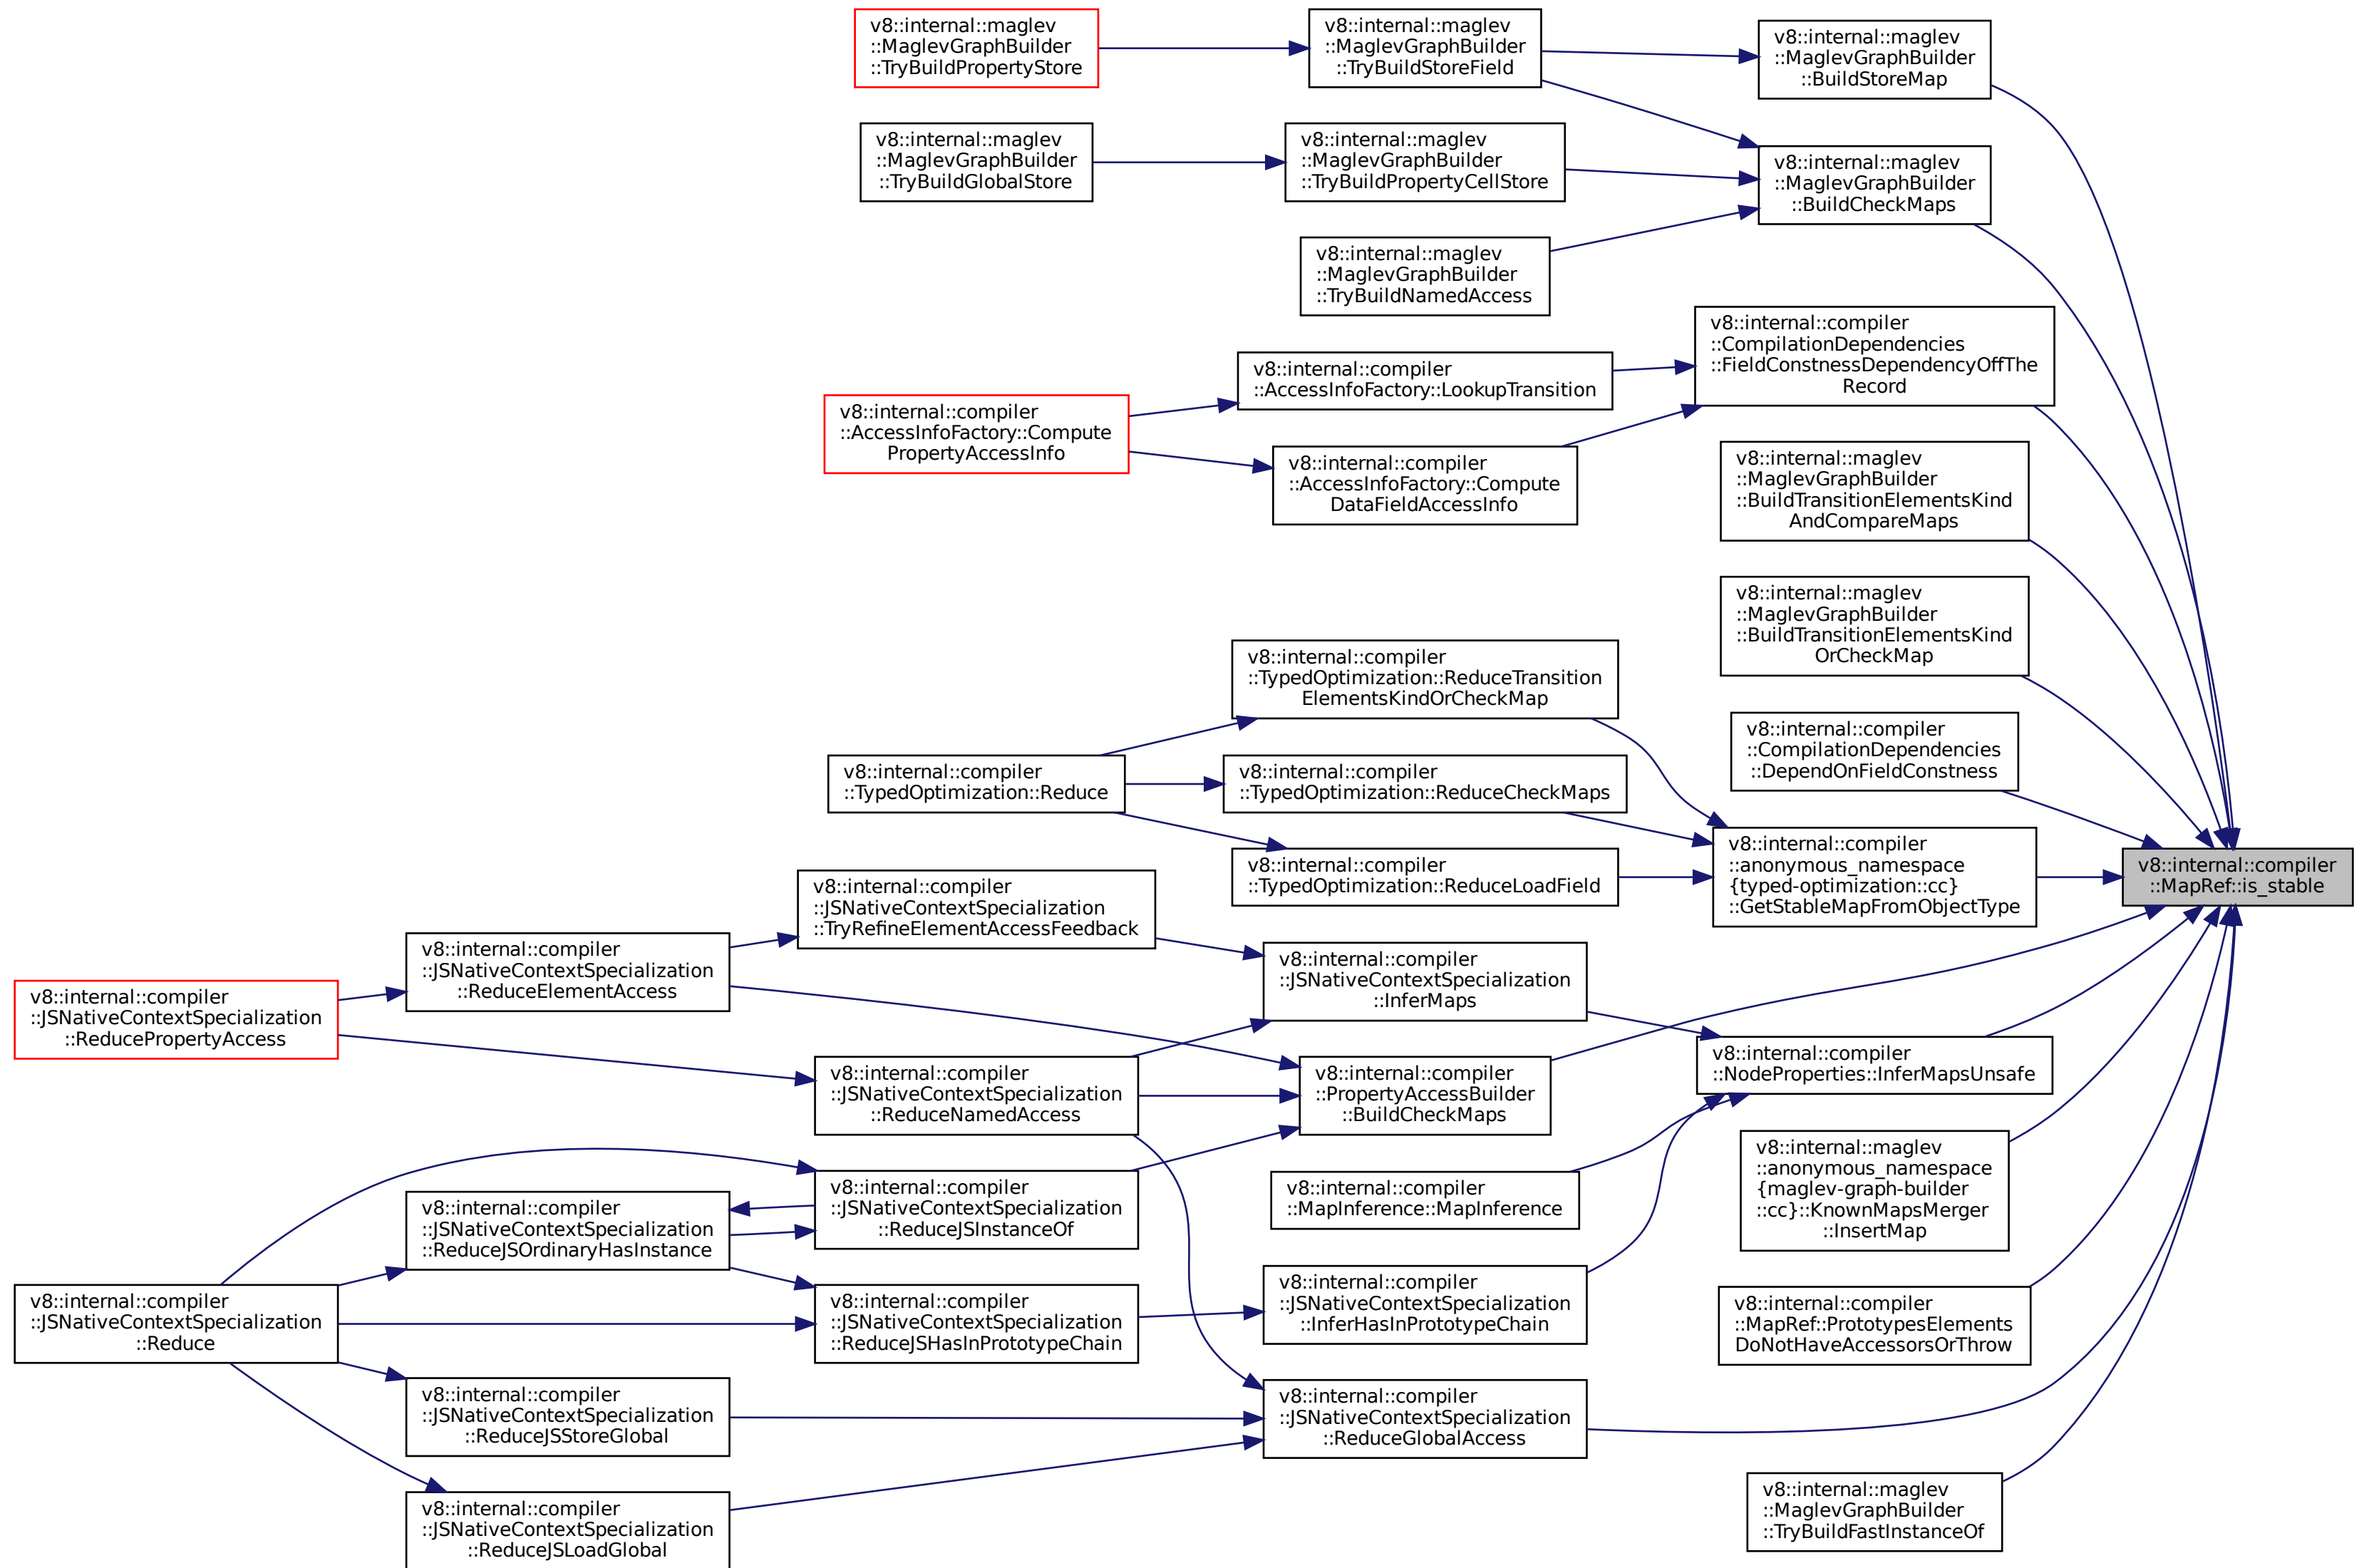 v8::internal::maglev
::MaglevGraphBuilder
::TryBuildPropertyStore
v8::internal::maglev
::MaglevGraphBuilder
::TryBuildStoreField
v8::internal::maglev
::MaglevGraphBuilder
::BuildStoreMap
v8::internal::maglev
::MaglevGraphBuilder
::TryBuildGlobalStore
v8::internal::maglev
::MaglevGraphBuilder
::TryBuildPropertyCellStore
v8::internal::maglev
::MaglevGraphBuilder
::BuildCheckMaps
v8::internal::maglev
::MaglevGraphBuilder
::TryBuildNamedAccess
v8::internal::compiler
::CompilationDependencies
::FieldConstnessDependencyOffThe
Record
v8::internal::compiler
::AccessInfoFactory::LookupTransition
v8::internal::compiler
::AccessInfoFactory::Compute
PropertyAccessInfo
v8::internal::compiler
::AccessInfoFactory::Compute
DataFieldAccessInfo
v8::internal::maglev
::MaglevGraphBuilder
::BuildTransitionElementsKind
AndCompareMaps
v8::internal::maglev
::MaglevGraphBuilder
::BuildTransitionElementsKind
OrCheckMap
v8::internal::compiler
::TypedOptimization::ReduceTransition
ElementsKindOrCheckMap
v8::internal::compiler
::CompilationDependencies
::DependOnFieldConstness
v8::internal::compiler
::TypedOptimization::Reduce
v8::internal::compiler
::TypedOptimization::ReduceCheckMaps
v8::internal::compiler
::anonymous_namespace
{typed-optimization::cc}
::GetStableMapFromObjectType
v8::internal::compiler
::MapRef::is_stable
v8::internal::compiler
::TypedOptimization::ReduceLoadField
v8::internal::compiler
::JSNativeContextSpecialization
::TryRefineElementAccessFeedback
v8::internal::compiler
::JSNativeContextSpecialization
::ReduceElementAccess
v8::internal::compiler
::JSNativeContextSpecialization
::InferMaps
v8::internal::compiler
::JSNativeContextSpecialization
::ReducePropertyAccess
v8::internal::compiler
::NodeProperties::InferMapsUnsafe
v8::internal::compiler
::JSNativeContextSpecialization
::ReduceNamedAccess
v8::internal::compiler
::PropertyAccessBuilder
::BuildCheckMaps
v8::internal::maglev
::anonymous_namespace
{maglev-graph-builder
::cc}::KnownMapsMerger
::InsertMap
v8::internal::compiler
::MapInference::MapInference
v8::internal::compiler
::JSNativeContextSpecialization
::ReduceJSInstanceOf
v8::internal::compiler
::JSNativeContextSpecialization
::ReduceJSOrdinaryHasInstance
v8::internal::compiler
::JSNativeContextSpecialization
::InferHasInPrototypeChain
v8::internal::compiler
::JSNativeContextSpecialization
::Reduce
v8::internal::compiler
::JSNativeContextSpecialization
::ReduceJSHasInPrototypeChain
v8::internal::compiler
::MapRef::PrototypesElements
DoNotHaveAccessorsOrThrow
v8::internal::compiler
::JSNativeContextSpecialization
::ReduceJSStoreGlobal
v8::internal::compiler
::JSNativeContextSpecialization
::ReduceGlobalAccess
v8::internal::maglev
::MaglevGraphBuilder
::TryBuildFastInstanceOf
v8::internal::compiler
::JSNativeContextSpecialization
::ReduceJSLoadGlobal